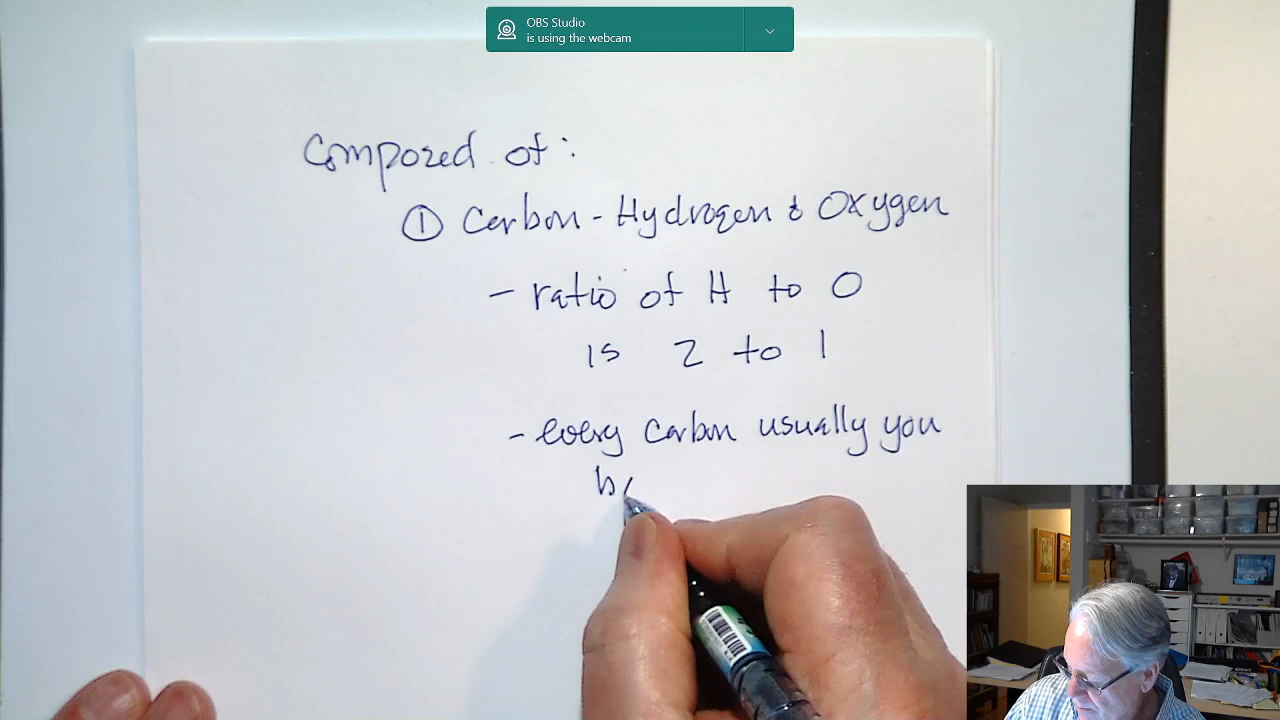 OBS Studio
is using the webcam
Composed of:
① Carbon - Hydrogen & Oxygen
- ratio of H to O
is 2 to 1
- every carbon usually you